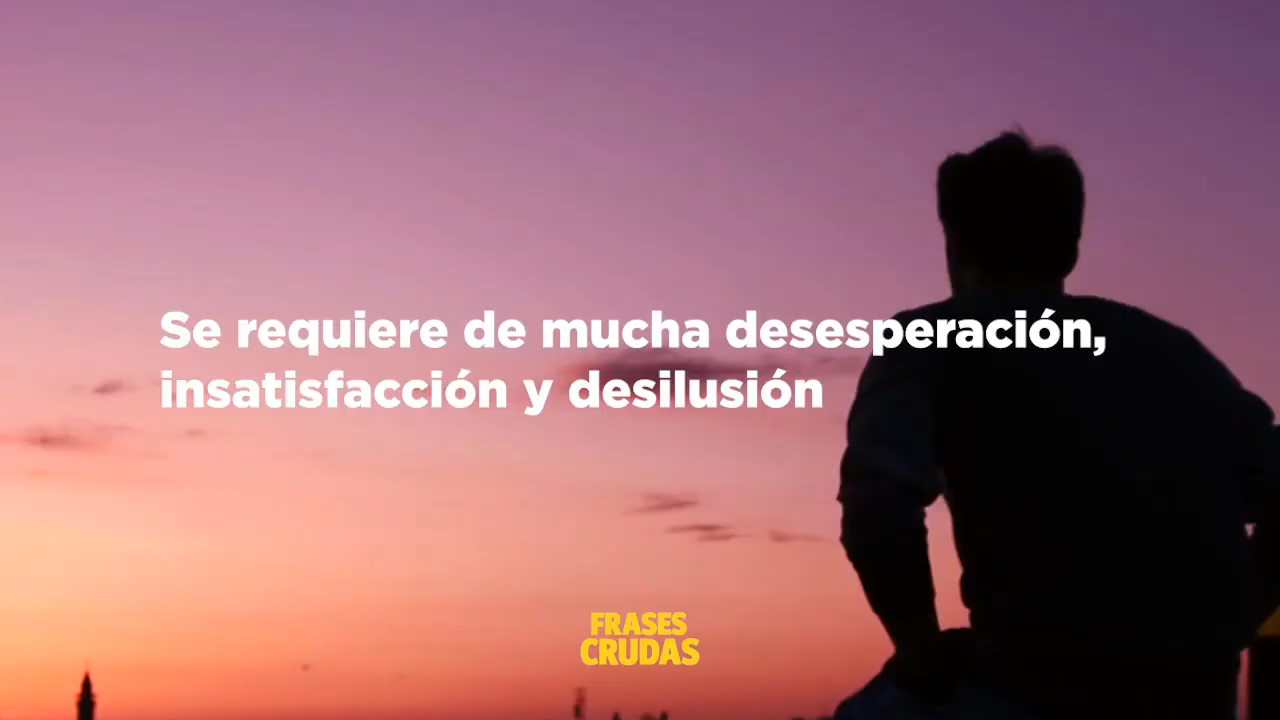 Se requiere de mucha desesperación,
insatisfacción y desilusión
FRASES
CRUDAS